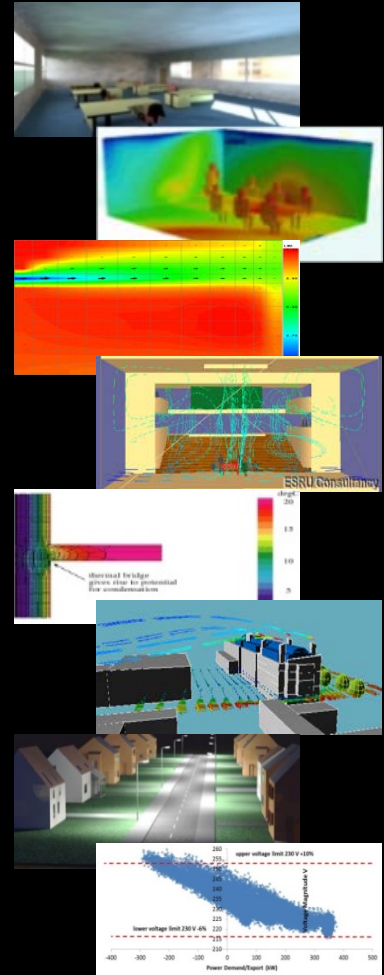 ESRU Consultancy
degC
20
15
10
5
thermal bridge
gives rise to potential
for condensation
260
255
250
245
240
235
230
225
220
215
210
upper voltage limit 230 V +10%
lower voltage limit 230 V -6%
Voltage Magnitude V
-400
-300
-200
-100
0
100
200
300
400
500
Power Demand/Export (kW)